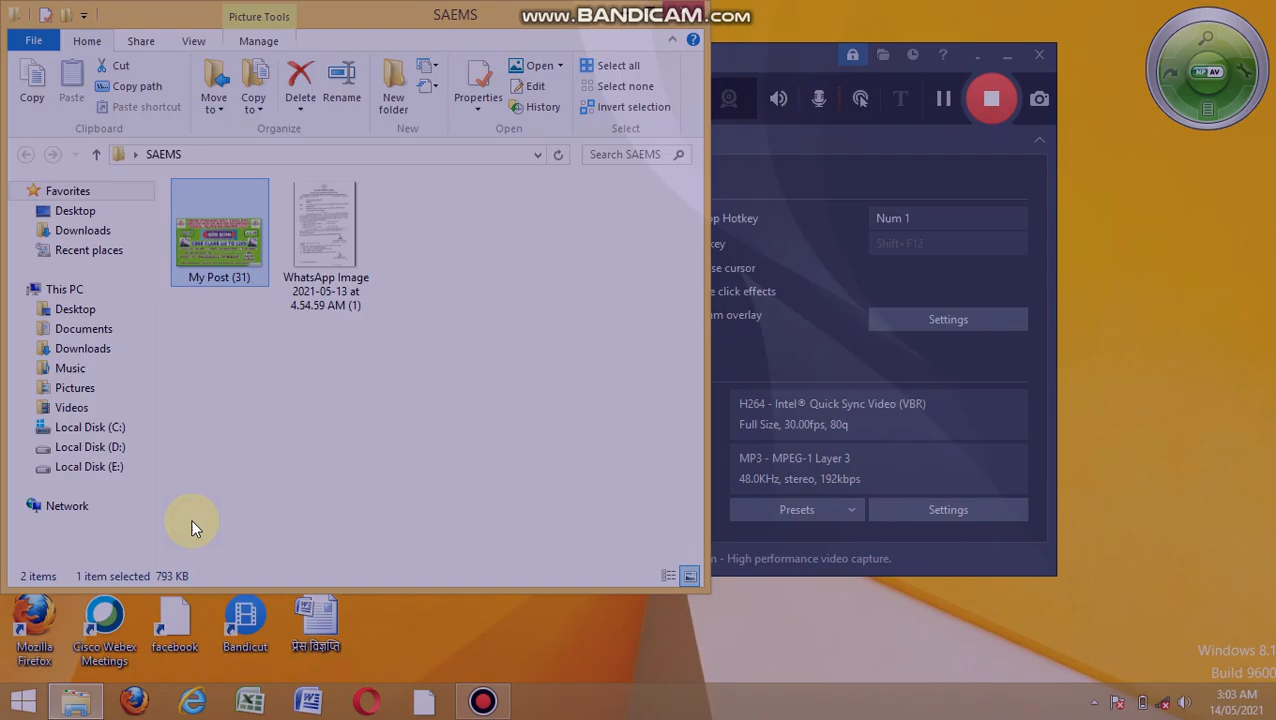 Picture Tools
SAEMS
www.BANDICAM.com
File
Home
Share
View
Manage
Copy
Paste
Cut
Copy path
Paste shortcut
Clipboard
Move to
Copy to
Delete
Rename
Organize
New folder
New
Properties
Open
Edit
History
Open
Select all
Select none
Invert selection
Select
SAEMS
Search SAEMS
Favorites
Desktop
Downloads
Recent places
This PC
Desktop
Documents
Downloads
Music
Pictures
Videos
Local Disk (C:)
Local Disk (D:)
Local Disk (E:)
Network
My Post (31)
WhatsApp Image
2021-05-13 at
4.54.59 AM (1)
2 items 1 item selected 793 KB
HP AV
op Hotkey
Num 1
key
Shift+F12
se cursor
e click effects
am overlay
Settings
H264 - Intel® Quick Sync Video (VBR)
Full Size, 30.00fps, 80q
MP3 - MPEG-1 Layer 3
48.0KHz, stereo, 192kbps
Presets
Settings
n - High performance video capture.
Mozilla
Firefox
Cisco Webex
Meetings
facebook
Bandicut
प्रेस विज्ञप्ति
Windows 8.1
Build 9600
3:03 AM
14/05/2021